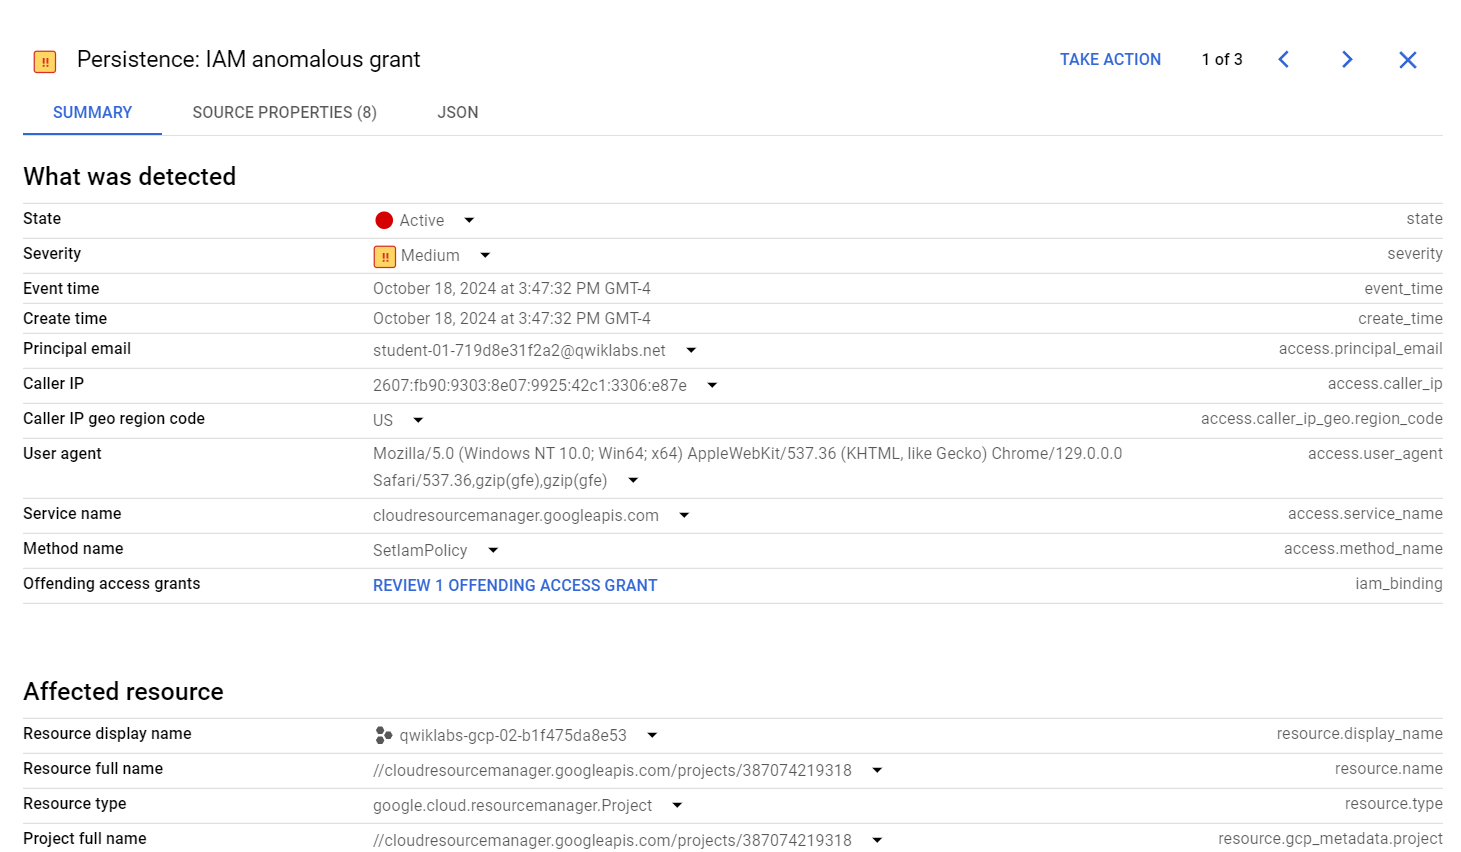 Persistence: IAM anomalous grant
TAKE ACTION 1 of 3
SUMMARY SOURCE PROPERTIES (8) JSON
What was detected
State Active state
Severity !! Medium severity
Event time October 18, 2024 at 3:47:32 PM GMT-4 event_time
Create time October 18, 2024 at 3:47:32 PM GMT-4 create_time
Principal email student-01-719d8e31f2a2@qwiklabs.net access.principal_email
Caller IP 2607:fb90:9303:8e07:9925:42c1:3306:e87e access.caller_ip
Caller IP geo region code US access.caller_ip_geo.region_code
User agent Mozilla/5.0 (Windows NT 10.0; Win64; x64) AppleWebKit/537.36 (KHTML, like Gecko) Chrome/129.0.0.0 access.user_agent
Safari/537.36,gzip(gfe),gzip(gfe)
Service name cloudresourcemanager.googleapis.com access.service_name
Method name SetIamPolicy access.method_name
Offending access grants REVIEW 1 OFFENDING ACCESS GRANT iam_binding
Affected resource
Resource display name qwiklabs-gcp-02-b1f475da8e53 resource.display_name
Resource full name //cloudresourcemanager.googleapis.com/projects/387074219318 resource.name
Resource type google.cloud.resourcemanager.Project resource.type
Project full name //cloudresourcemanager.googleapis.com/projects/387074219318 resource.gcp_metadata.project